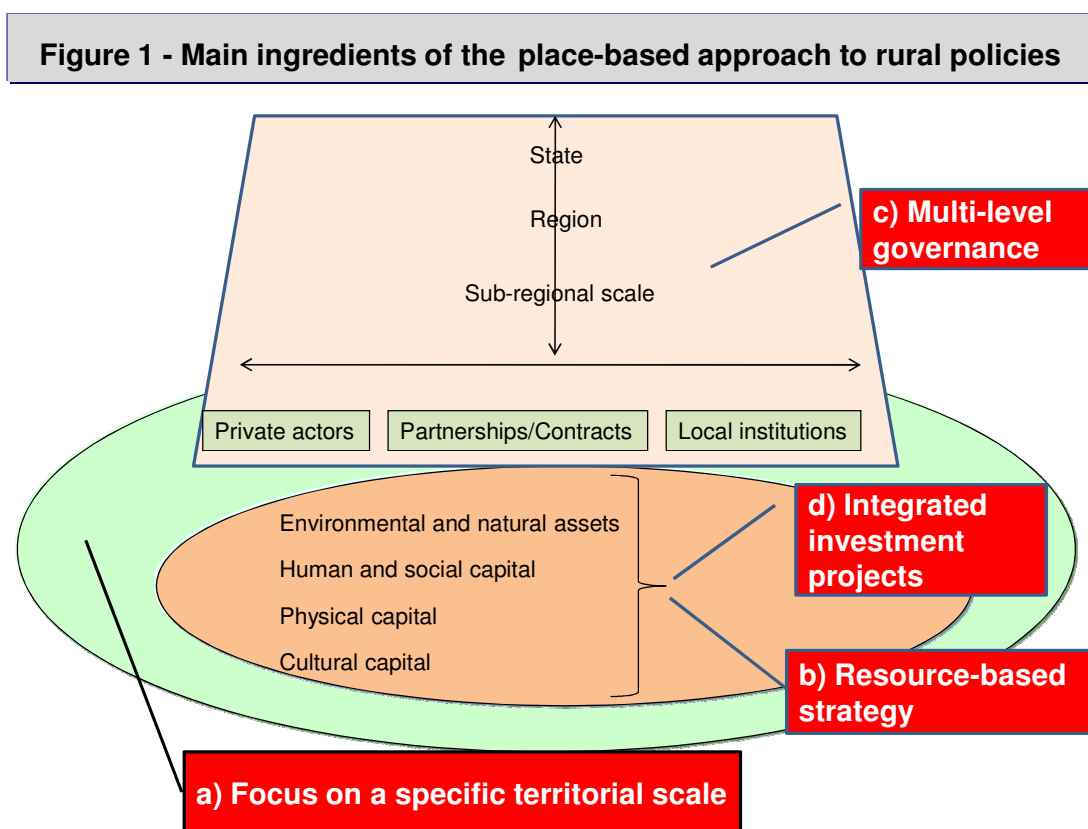 Figure 1 - Main ingredients of the place-based approach to rural policies
State
Region
Sub-regional scale
c) Multi-level
governance
Private actors
Partnerships/Contracts
Local institutions
Environmental and natural assets
Human and social capital
Physical capital
Cultural capital
d) Integrated
investment
projects
b) Resource-based
strategy
a) Focus on a specific territorial scale